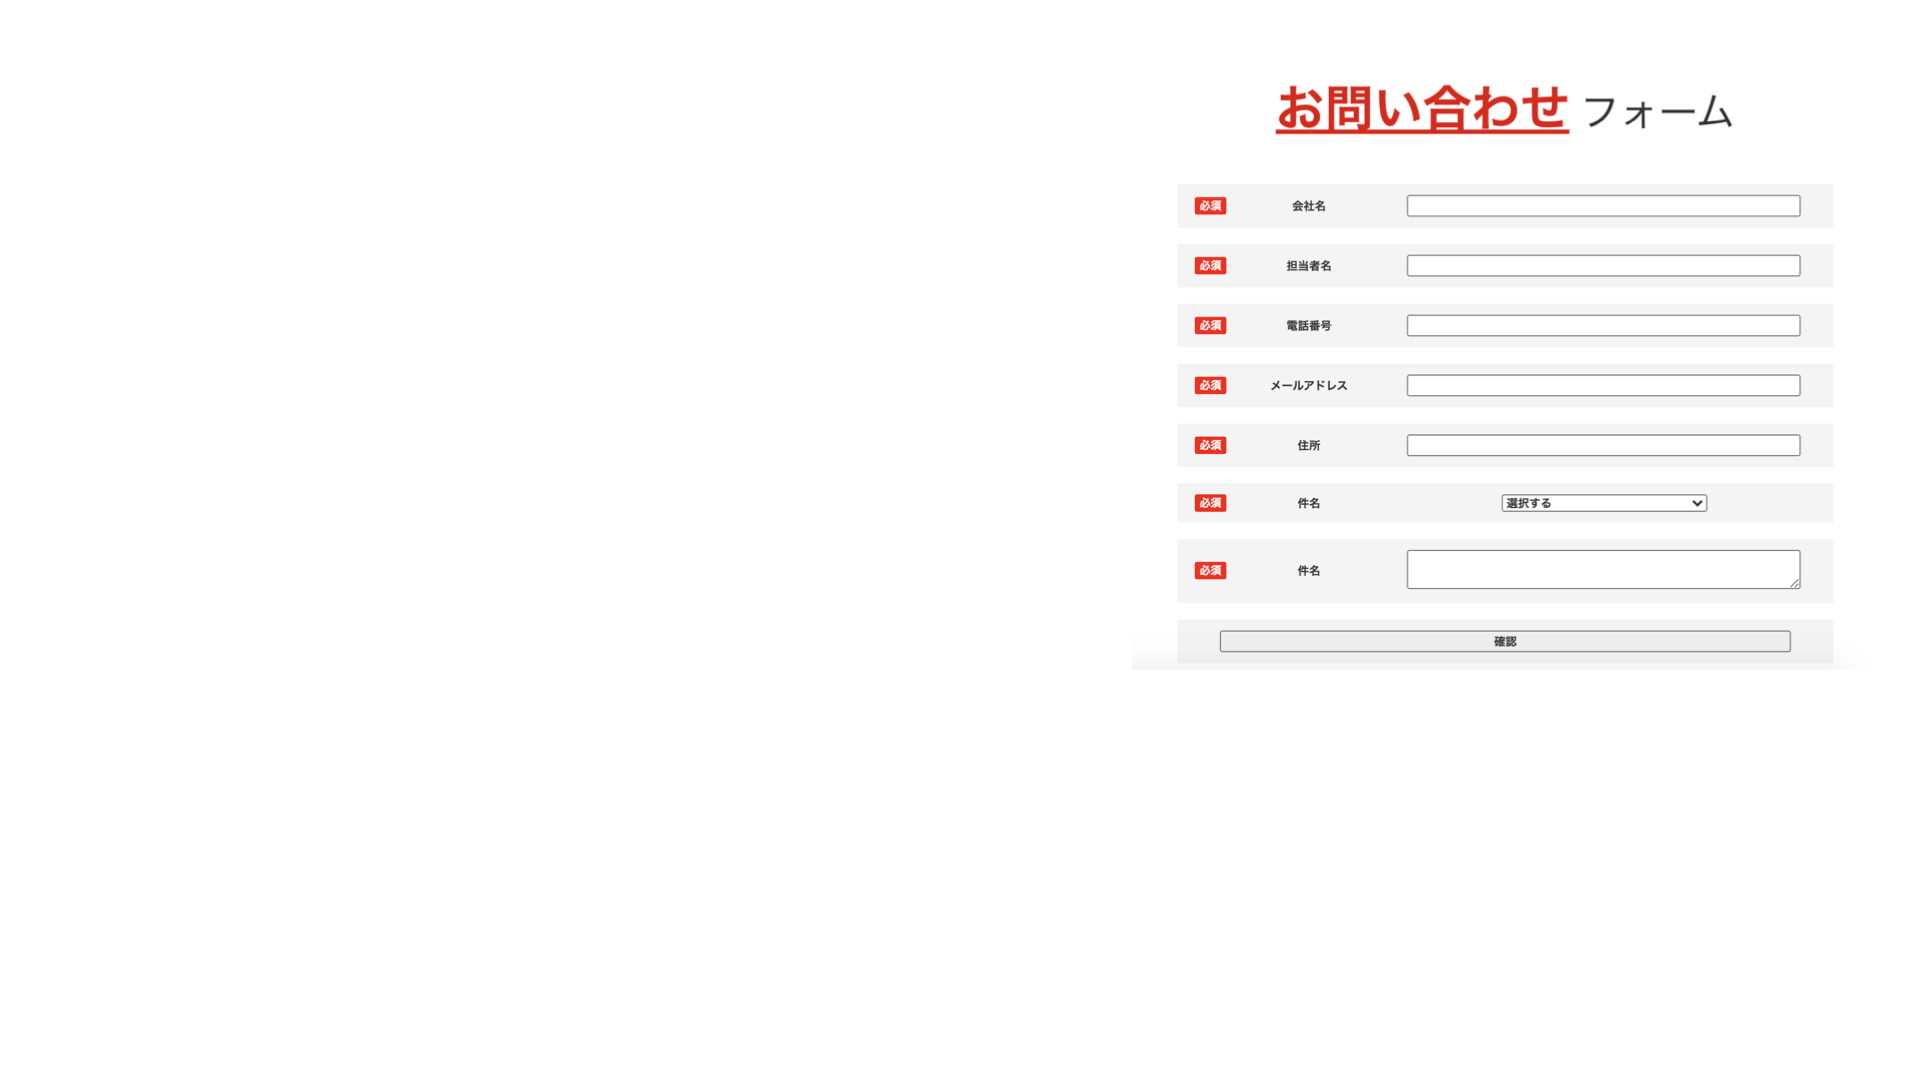 お問い合わせ フォーム
必須 会社名
必須 担当者名
必須 電話番号
必須 メールアドレス
必須 住所
必須 件名 選択する
必須 件名
確認